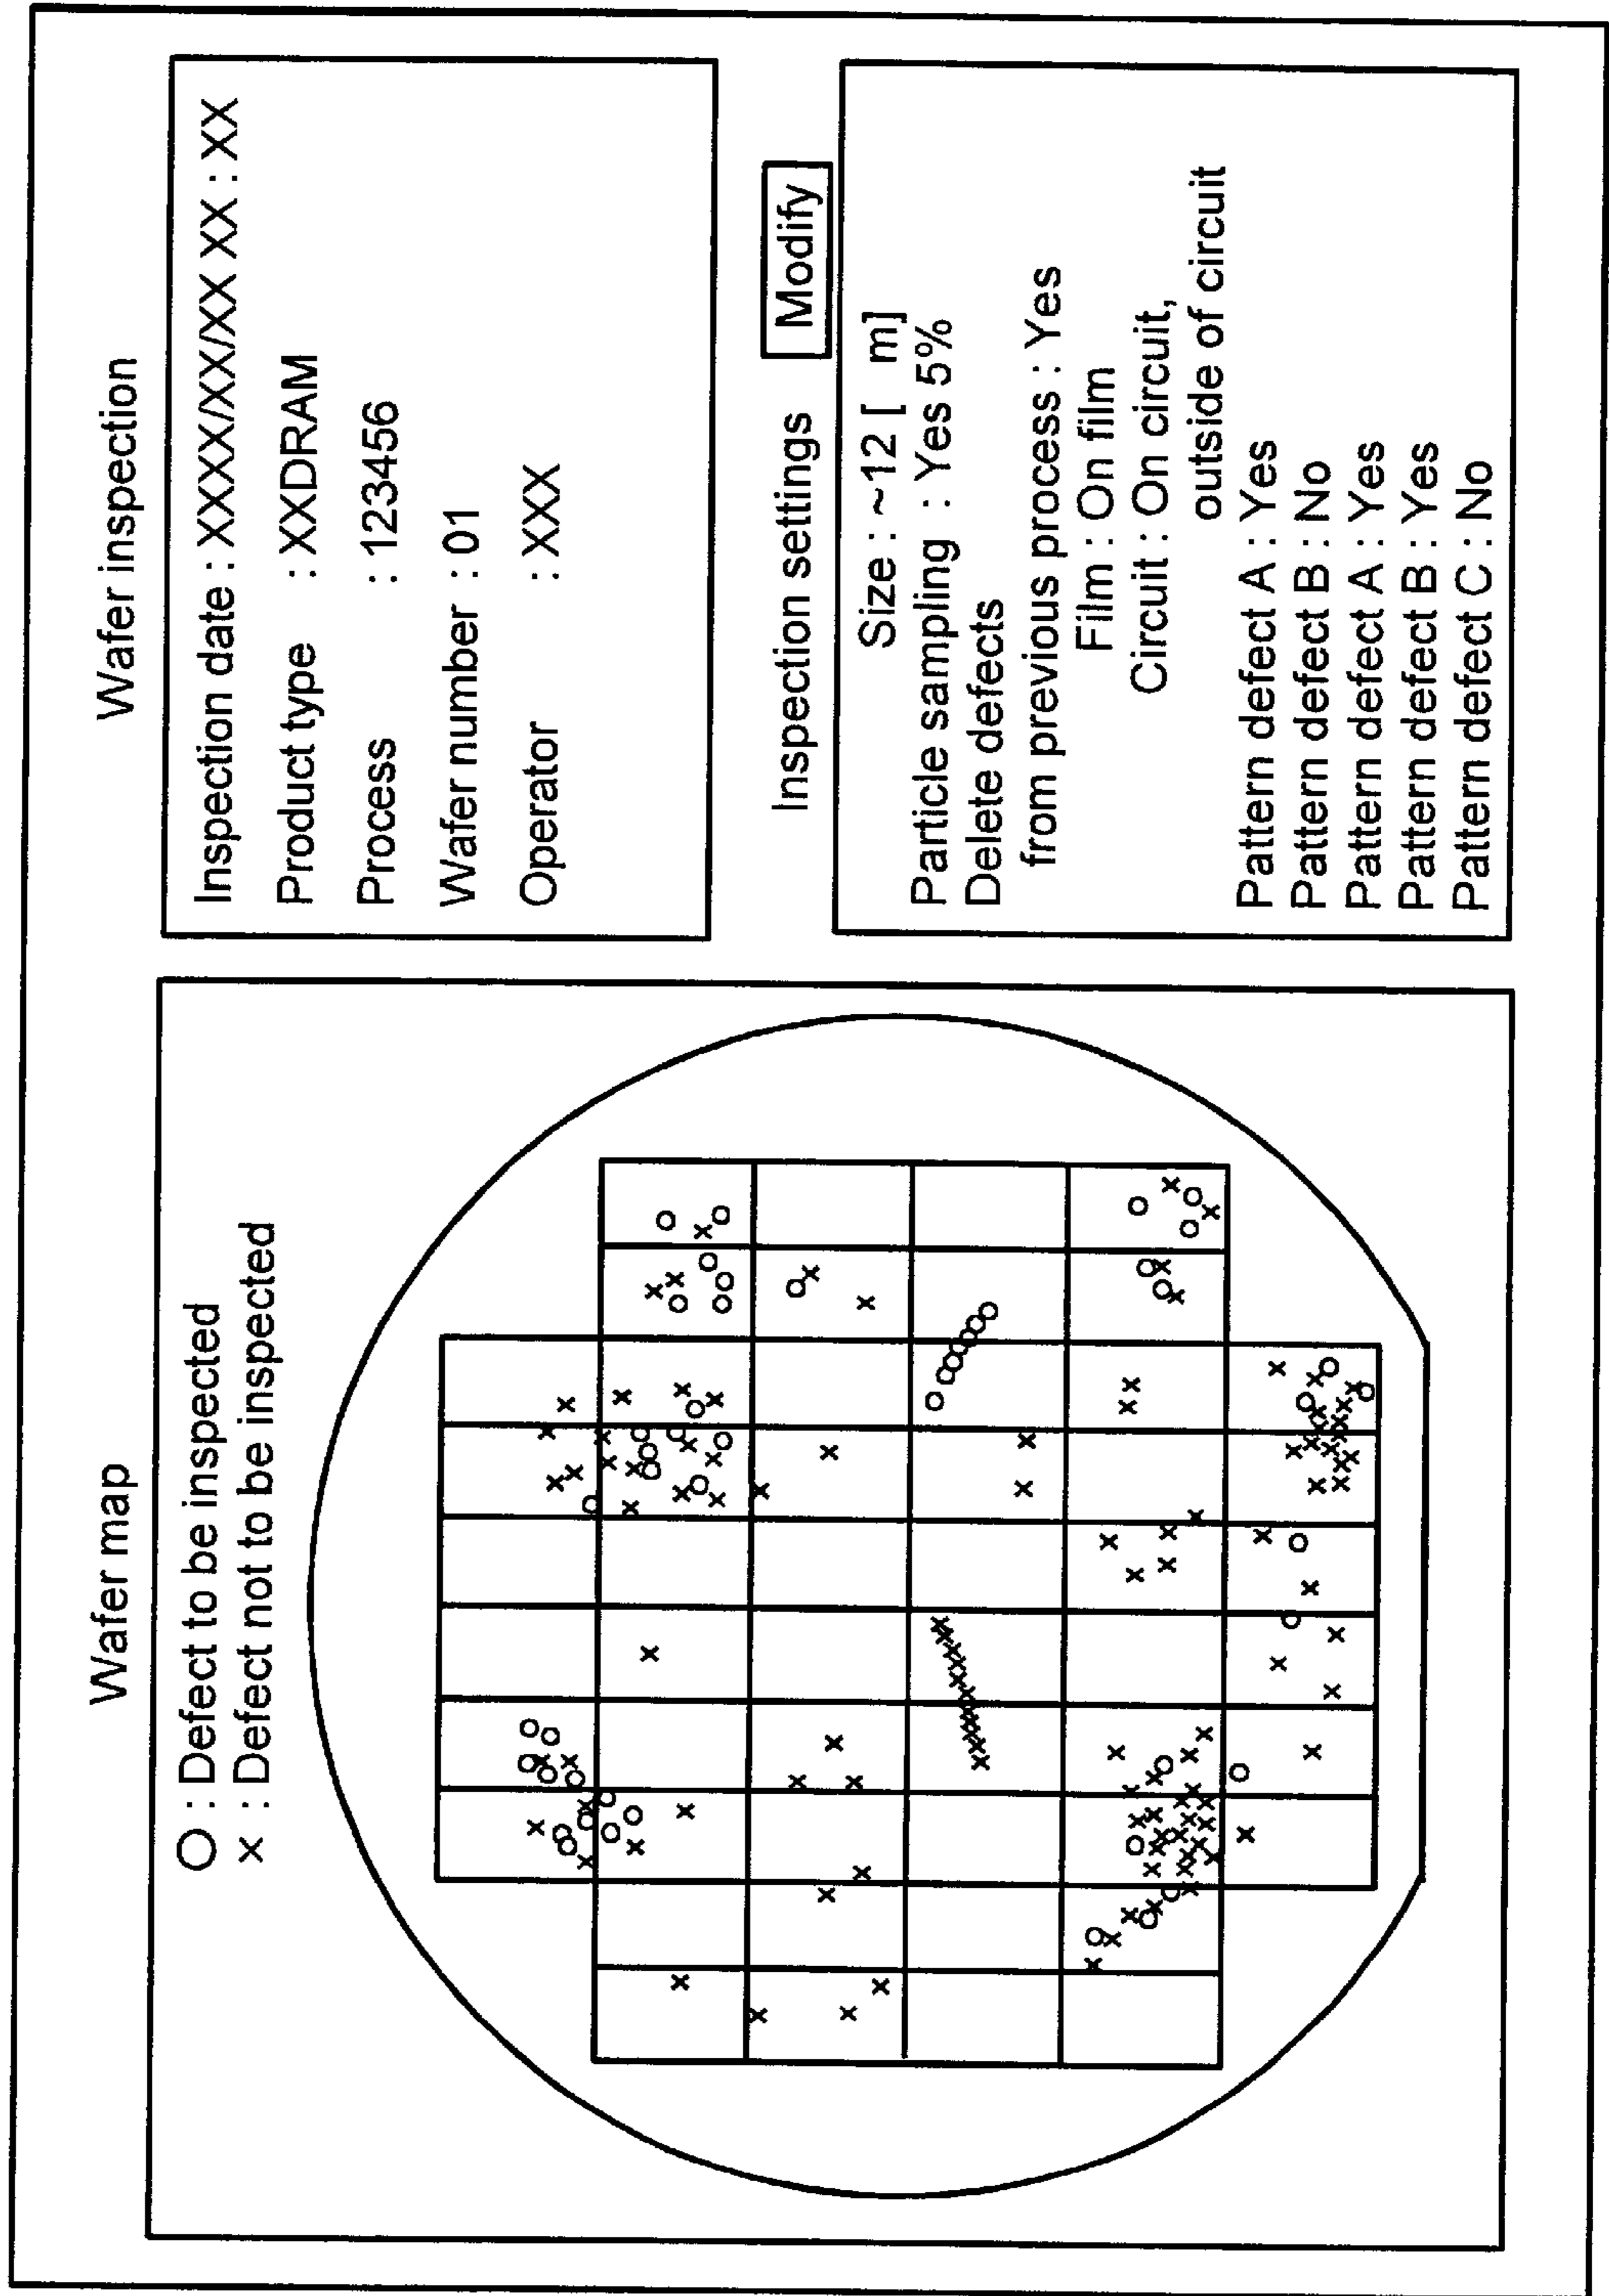 Wafer map
O : Defect to be inspected
× : Defect not to be inspected
Wafer inspection
Inspection date : XXXX/XX/XX XX : XX
Product type : XXDRAM
Process : 123456
Wafer number : 01
Operator : XXX
Inspection settings
Modify
Size : ~12 [ m]
Particle sampling : Yes 5%
Delete defects
from previous process : Yes
Film : On film
Circuit : On circuit,
outside of circuit
Pattern defect A : Yes
Pattern defect B : No
Pattern defect A : Yes
Pattern defect B : Yes
Pattern defect C : No